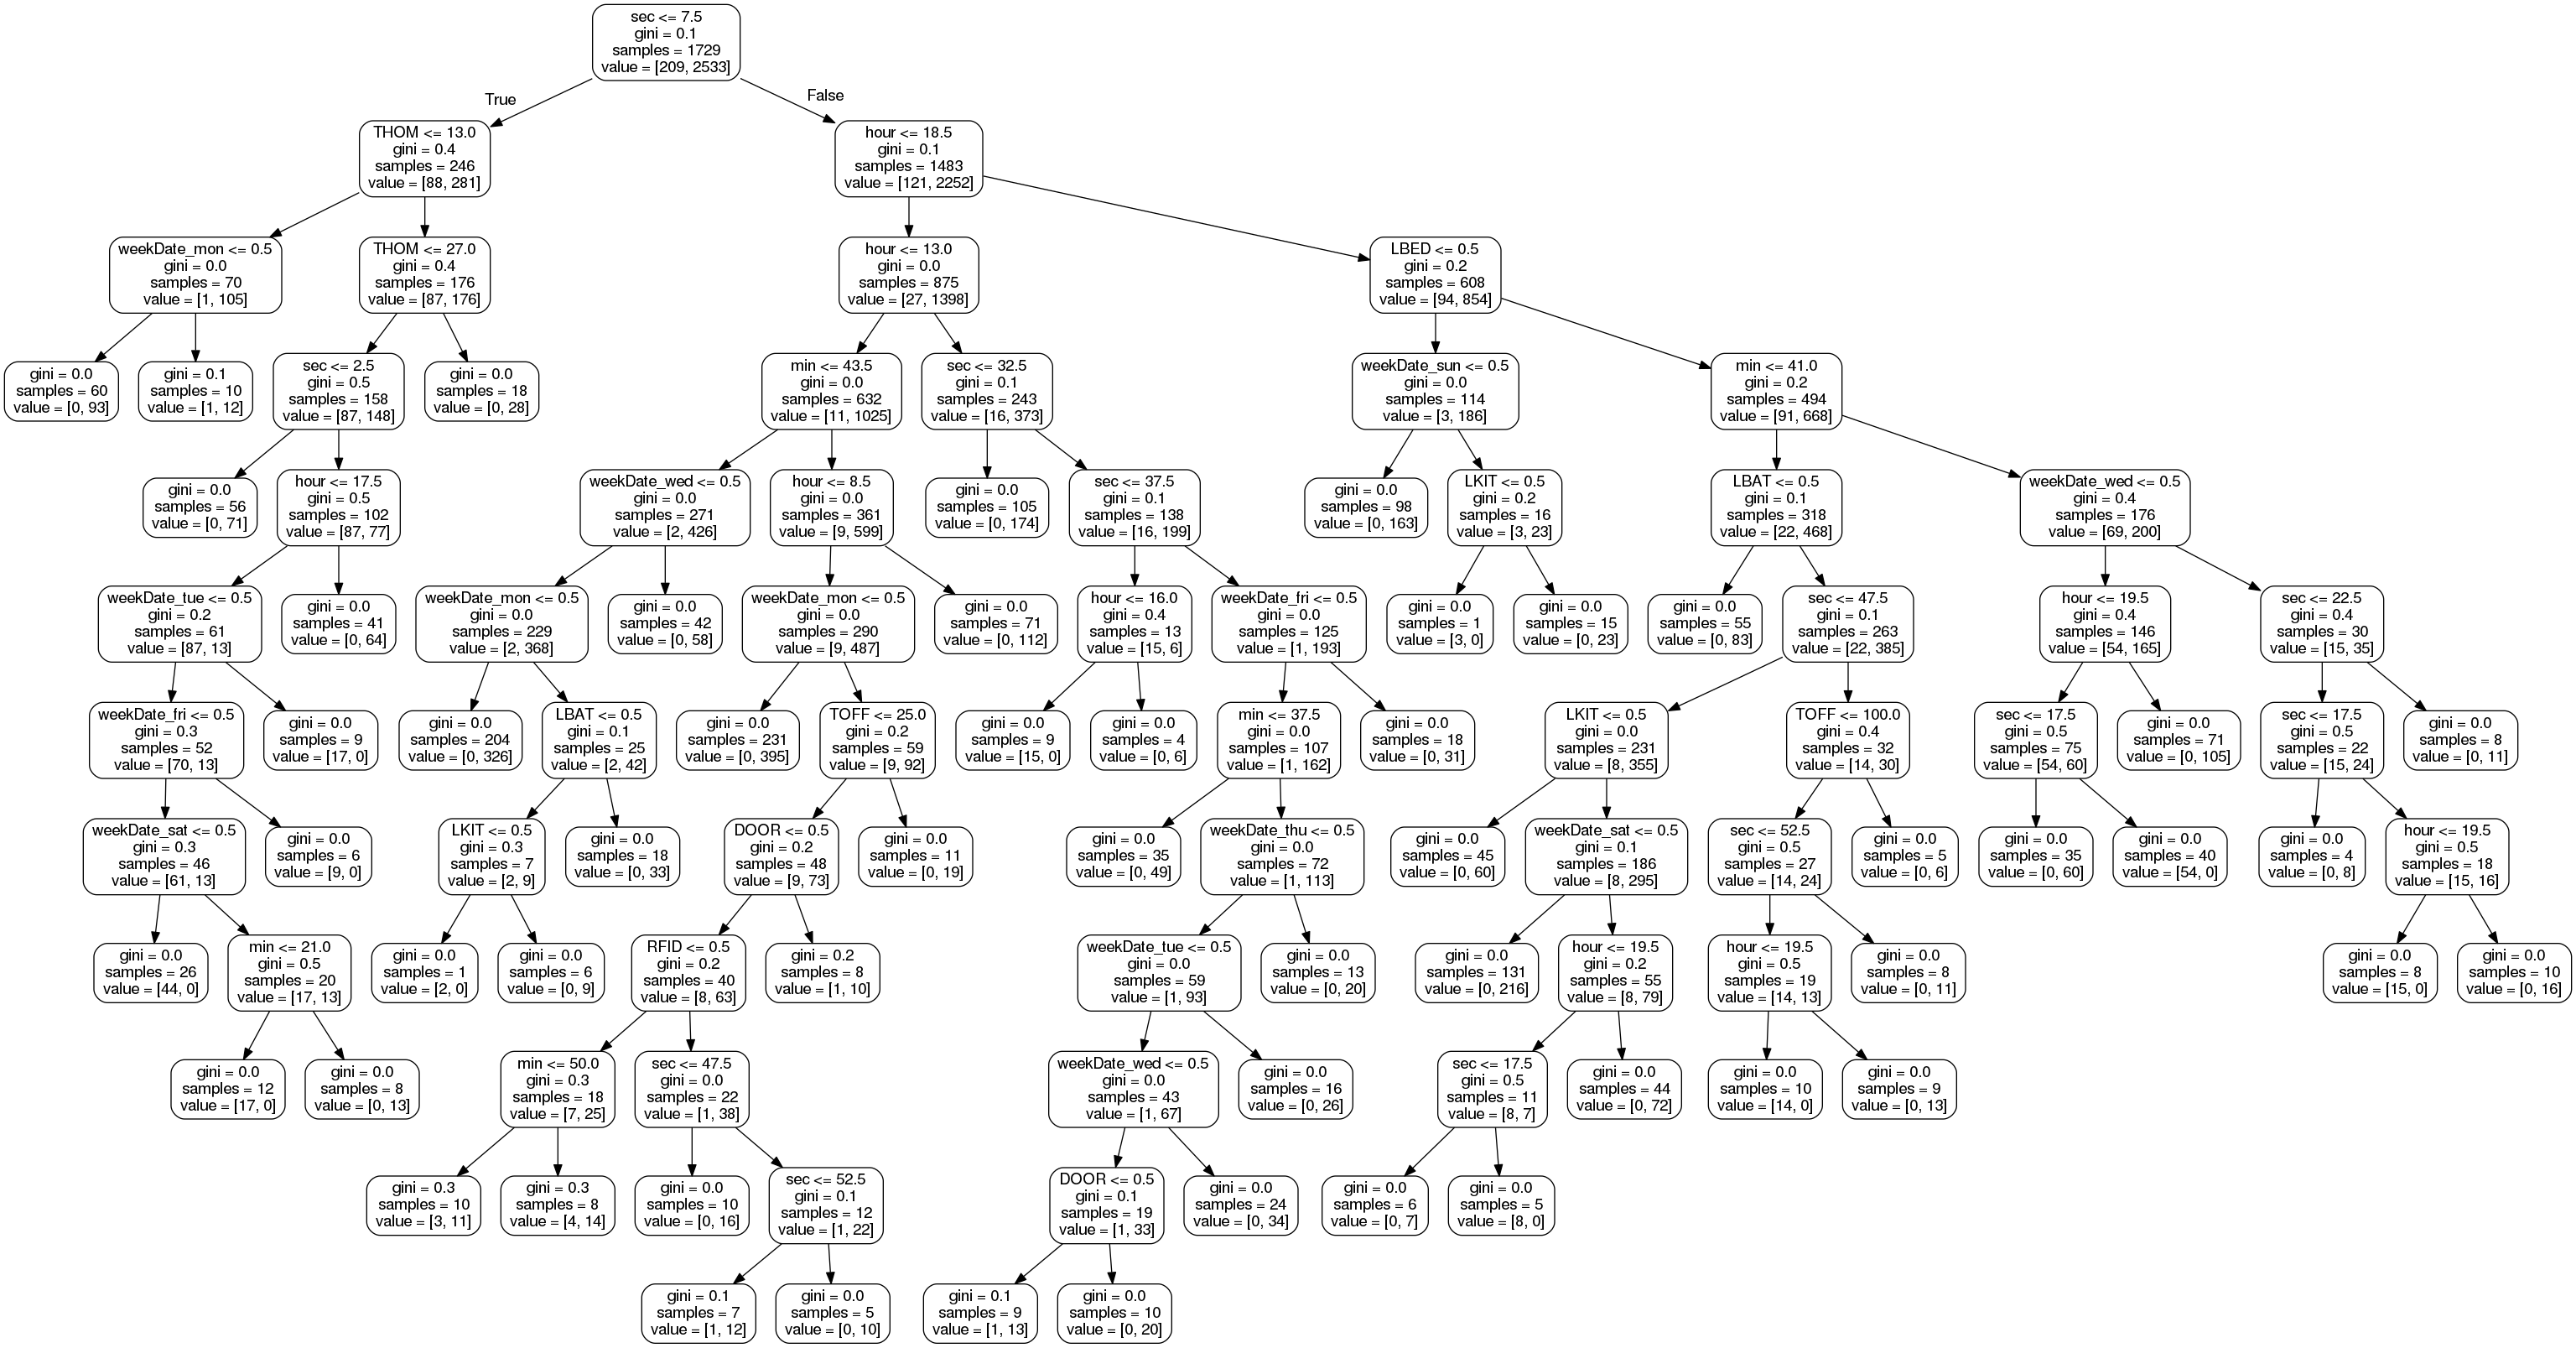 sec <= 7.5
gini = 0.1
samples = 1729
value = [209, 2533]
True
False
THOM <= 13.0
gini = 0.4
samples = 246
value = [88, 281]
hour <= 18.5
gini = 0.1
samples = 1483
value = [121, 2252]
weekDate_mon <= 0.5
gini = 0.0
samples = 70
value = [1, 105]
THOM <= 27.0
gini = 0.4
samples = 176
value = [87, 176]
hour <= 13.0
gini = 0.0
samples = 875
value = [27, 1398]
LBED <= 0.5
gini = 0.2
samples = 608
value = [94, 854]
gini = 0.0
samples = 60
value = [0, 93]
gini = 0.1
samples = 10
value = [1, 12]
sec <= 2.5
gini = 0.5
samples = 158
value = [87, 148]
gini = 0.0
samples = 18
value = [0, 28]
min <= 43.5
gini = 0.0
samples = 632
value = [11, 1025]
sec <= 32.5
gini = 0.1
samples = 243
value = [16, 373]
weekDate_sun <= 0.5
gini = 0.0
samples = 114
value = [3, 186]
min <= 41.0
gini = 0.2
samples = 494
value = [91, 668]
gini = 0.0
samples = 56
value = [0, 71]
hour <= 17.5
gini = 0.5
samples = 102
value = [87, 77]
weekDate_wed <= 0.5
gini = 0.0
samples = 271
value = [2, 426]
hour <= 8.5
gini = 0.0
samples = 361
value = [9, 599]
gini = 0.0
samples = 105
value = [0, 174]
sec <= 37.5
gini = 0.1
samples = 138
value = [16, 199]
gini = 0.0
samples = 98
value = [0, 163]
LKIT <= 0.5
gini = 0.2
samples = 16
value = [3, 23]
LBAT <= 0.5
gini = 0.1
samples = 318
value = [22, 468]
weekDate_wed <= 0.5
gini = 0.4
samples = 176
value = [69, 200]
weekDate_tue <= 0.5
gini = 0.2
samples = 61
value = [87, 13]
gini = 0.0
samples = 41
value = [0, 64]
weekDate_mon <= 0.5
gini = 0.0
samples = 229
value = [2, 368]
gini = 0.0
samples = 42
value = [0, 58]
weekDate_mon <= 0.5
gini = 0.0
samples = 290
value = [9, 487]
gini = 0.0
samples = 71
value = [0, 112]
hour <= 16.0
gini = 0.4
samples = 13
value = [15, 6]
weekDate_fri <= 0.5
gini = 0.0
samples = 125
value = [1, 193]
gini = 0.0
samples = 1
value = [3, 0]
gini = 0.0
samples = 15
value = [0, 23]
gini = 0.0
samples = 55
value = [0, 83]
sec <= 47.5
gini = 0.1
samples = 263
value = [22, 385]
hour <= 19.5
gini = 0.4
samples = 146
value = [54, 165]
sec <= 22.5
gini = 0.4
samples = 30
value = [15, 35]
weekDate_fri <= 0.5
gini = 0.3
samples = 52
value = [70, 13]
gini = 0.0
samples = 9
value = [17, 0]
gini = 0.0
samples = 204
value = [0, 326]
LBAT <= 0.5
gini = 0.1
samples = 25
value = [2, 42]
gini = 0.0
samples = 231
value = [0, 395]
TOFF <= 25.0
gini = 0.2
samples = 59
value = [9, 92]
gini = 0.0
samples = 9
value = [15, 0]
gini = 0.0
samples = 4
value = [0, 6]
min <= 37.5
gini = 0.0
samples = 107
value = [1, 162]
gini = 0.0
samples = 18
value = [0, 31]
LKIT <= 0.5
gini = 0.0
samples = 231
value = [8, 355]
TOFF <= 100.0
gini = 0.4
samples = 32
value = [14, 30]
sec <= 17.5
gini = 0.5
samples = 75
value = [54, 60]
gini = 0.0
samples = 71
value = [0, 105]
sec <= 17.5
gini = 0.5
samples = 22
value = [15, 24]
gini = 0.0
samples = 8
value = [0, 11]
weekDate_sat <= 0.5
gini = 0.3
samples = 46
value = [61, 13]
gini = 0.0
samples = 6
value = [9, 0]
LKIT <= 0.5
gini = 0.3
samples = 7
value = [2, 9]
gini = 0.0
samples = 18
value = [0, 33]
DOOR <= 0.5
gini = 0.2
samples = 48
value = [9, 73]
gini = 0.0
samples = 11
value = [0, 19]
gini = 0.0
samples = 35
value = [0, 49]
weekDate_thu <= 0.5
gini = 0.0
samples = 72
value = [1, 113]
gini = 0.0
samples = 45
value = [0, 60]
weekDate_sat <= 0.5
gini = 0.1
samples = 186
value = [8, 295]
sec <= 52.5
gini = 0.5
samples = 27
value = [14, 24]
gini = 0.0
samples = 5
value = [0, 6]
gini = 0.0
samples = 35
value = [0, 60]
gini = 0.0
samples = 40
value = [54, 0]
gini = 0.0
samples = 4
value = [0, 8]
hour <= 19.5
gini = 0.5
samples = 18
value = [15, 16]
gini = 0.0
samples = 26
value = [44, 0]
min <= 21.0
gini = 0.5
samples = 20
value = [17, 13]
gini = 0.0
samples = 1
value = [2, 0]
gini = 0.0
samples = 6
value = [0, 9]
RFID <= 0.5
gini = 0.2
samples = 40
value = [8, 63]
gini = 0.2
samples = 8
value = [1, 10]
weekDate_tue <= 0.5
gini = 0.0
samples = 59
value = [1, 93]
gini = 0.0
samples = 13
value = [0, 20]
gini = 0.0
samples = 131
value = [0, 216]
hour <= 19.5
gini = 0.2
samples = 55
value = [8, 79]
hour <= 19.5
gini = 0.5
samples = 19
value = [14, 13]
gini = 0.0
samples = 8
value = [0, 11]
gini = 0.0
samples = 8
value = [15, 0]
gini = 0.0
samples = 10
value = [0, 16]
gini = 0.0
samples = 12
value = [17, 0]
gini = 0.0
samples = 8
value = [0, 13]
min <= 50.0
gini = 0.3
samples = 18
value = [7, 25]
sec <= 47.5
gini = 0.0
samples = 22
value = [1, 38]
weekDate_wed <= 0.5
gini = 0.0
samples = 43
value = [1, 67]
gini = 0.0
samples = 16
value = [0, 26]
sec <= 17.5
gini = 0.5
samples = 11
value = [8, 7]
gini = 0.0
samples = 44
value = [0, 72]
gini = 0.0
samples = 10
value = [14, 0]
gini = 0.0
samples = 9
value = [0, 13]
gini = 0.3
samples = 10
value = [3, 11]
gini = 0.3
samples = 8
value = [4, 14]
gini = 0.0
samples = 10
value = [0, 16]
sec <= 52.5
gini = 0.1
samples = 12
value = [1, 22]
DOOR <= 0.5
gini = 0.1
samples = 19
value = [1, 33]
gini = 0.0
samples = 24
value = [0, 34]
gini = 0.0
samples = 6
value = [0, 7]
gini = 0.0
samples = 5
value = [8, 0]
gini = 0.1
samples = 7
value = [1, 12]
gini = 0.0
samples = 5
value = [0, 10]
gini = 0.1
samples = 9
value = [1, 13]
gini = 0.0
samples = 10
value = [0, 20]